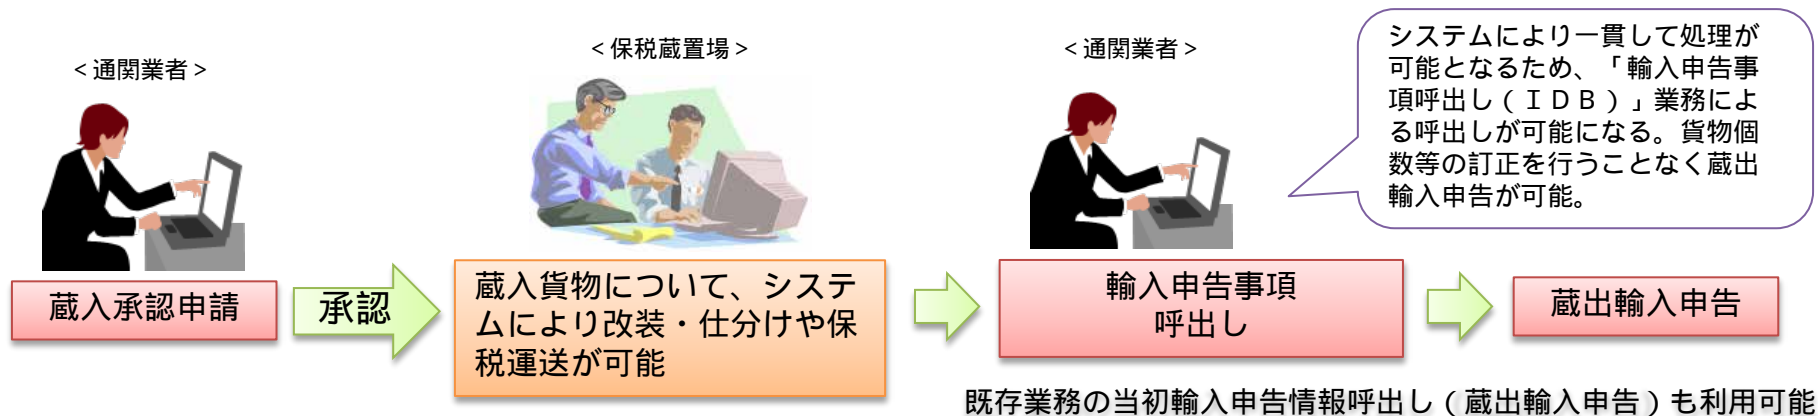 ＜通関業者＞
＜保税蔵置場＞
＜通関業者＞
システムにより一貫して処理が
可能となるため、「輸入申告事
項呼出し（ＩＤＢ）」業務によ
る呼出しが可能になる。貨物個
数等の訂正を行うことなく蔵出
輸入申告が可能。
蔵入承認申請
承認
蔵入貨物について、システ
ムにより改装・仕分けや保
税運送が可能
輸入申告事項
呼出し
蔵出輸入申告
既存業務の当初輸入申告情報呼出し（蔵出輸入申告）も利用可能